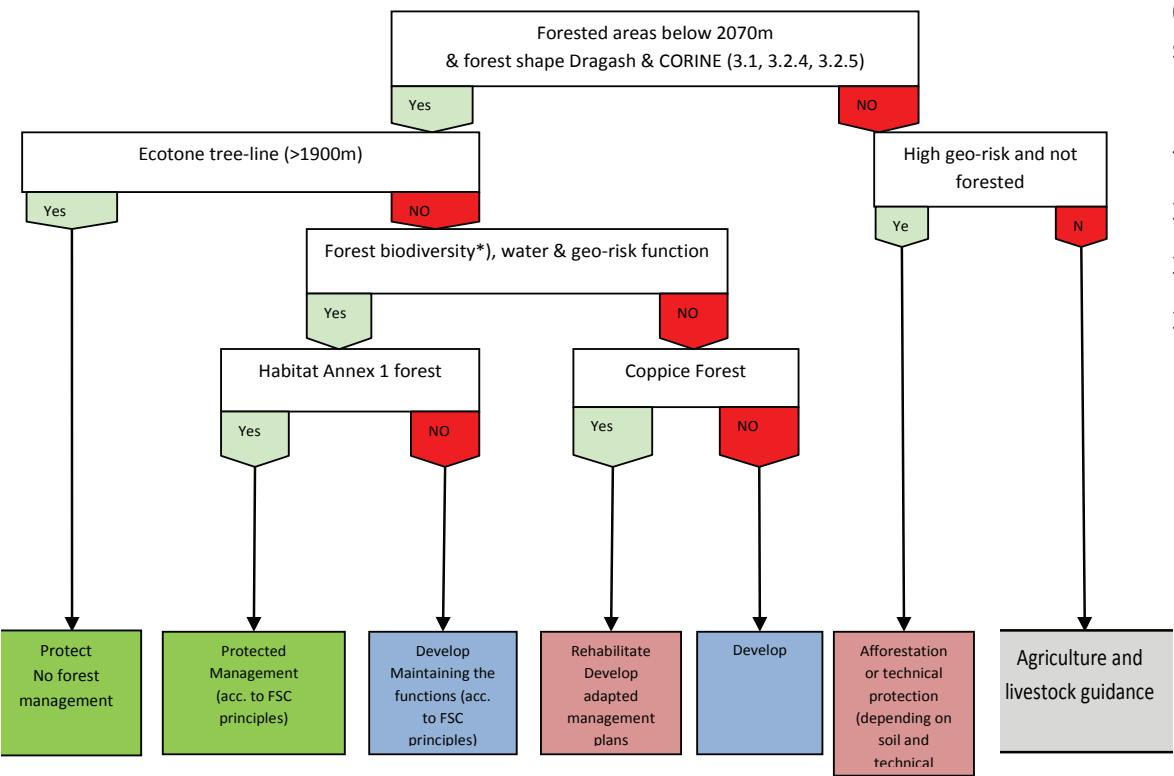 Forested areas below 2070m
& forest shape Dragash & CORINE (3.1, 3.2.4, 3.2.5)
Yes
NO
Ecotone tree-line (>1900m)
High geo-risk and not
forested
Yes
NO
Ye
N
Forest biodiversity*), water & geo-risk function
Yes
NO
Habitat Annex 1 forest
Coppice Forest
Yes
NO
Yes
NO
Protect
No forest
management
Protected
Management
(acc. to FSC
principles)
Develop
Maintaining the
functions (acc.
to FSC
principles)
Rehabilitate
Develop
adapted
management
plans
Develop
Afforestation
or technical
protection
(depending on
soil and
technical
Agriculture and
livestock guidance